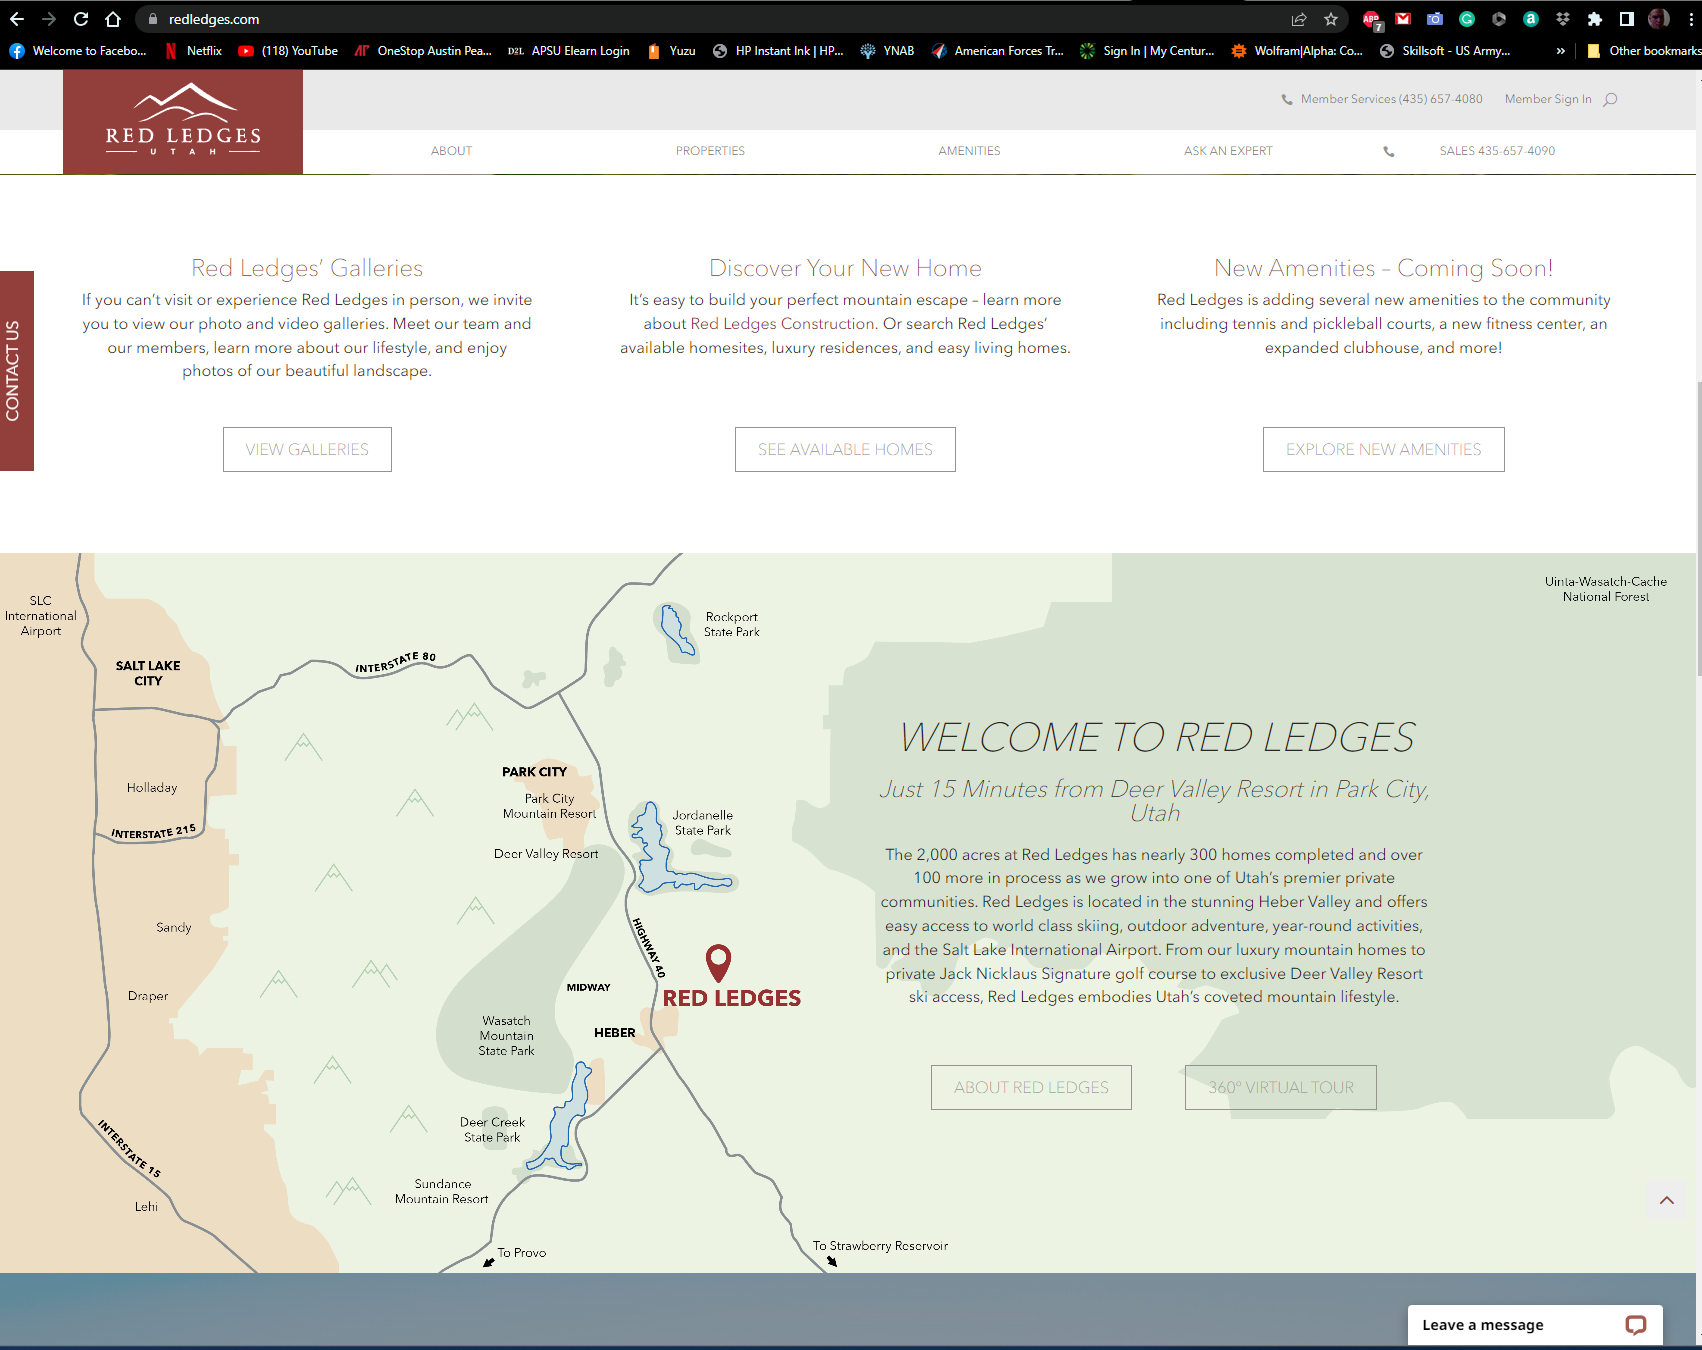 redledges.com
7
Welcome to Facebo...
Netflix
(118) YouTube
OneStop Austin Pea...
D2L
APSU Elearn Login
Yuzu
HP Instant Ink | HP...
YNAB
American Forces Tr...
Sign In | My Centur...
Wolfram|Alpha: Co...
Skillsoft - US Army...
»
Other bookmarks
RED LEDGES
UTAH
Member Services (435) 657-4080
Member Sign In
ABOUT
PROPERTIES
AMENITIES
ASK AN EXPERT
SALES 435-657-4090
CONTACT US
Red Ledges’ Galleries
If you can’t visit or experience Red Ledges in person, we invite
you to view our photo and video galleries. Meet our team and
our members, learn more about our lifestyle, and enjoy
photos of our beautiful landscape.
VIEW GALLERIES
Discover Your New Home
It’s easy to build your perfect mountain escape – learn more
about Red Ledges Construction. Or search Red Ledges’
available homesites, luxury residences, and easy living homes.
SEE AVAILABLE HOMES
New Amenities – Coming Soon!
Red Ledges is adding several new amenities to the community
including tennis and pickleball courts, a new fitness center, an
expanded clubhouse, and more!
EXPLORE NEW AMENITIES
SLC
International
Airport
SALT LAKE
CITY
INTERSTATE 80
Rockport
State Park
Uinta-Wasatch-Cache
National Forest
Holladay
INTERSTATE 215
PARK CITY
Park City
Mountain Resort
Deer Valley Resort
Jordanelle
State Park
Sandy
Draper
HIGHWAY 40
MIDWAY
RED LEDGES
HEBER
Wasatch
Mountain
State Park
Deer Creek
State Park
INTERSTATE 15
Sundance
Mountain Resort
Lehi
To Provo
To Strawberry Reservoir
WELCOME TO RED LEDGES
Just 15 Minutes from Deer Valley Resort in Park City,
Utah
The 2,000 acres at Red Ledges has nearly 300 homes completed and over
100 more in process as we grow into one of Utah’s premier private
communities. Red Ledges is located in the stunning Heber Valley and offers
easy access to world class skiing, outdoor adventure, year-round activities,
and the Salt Lake International Airport. From our luxury mountain homes to
private Jack Nicklaus Signature golf course to exclusive Deer Valley Resort
ski access, Red Ledges embodies Utah’s coveted mountain lifestyle.
ABOUT RED LEDGES
360° VIRTUAL TOUR
Leave a message